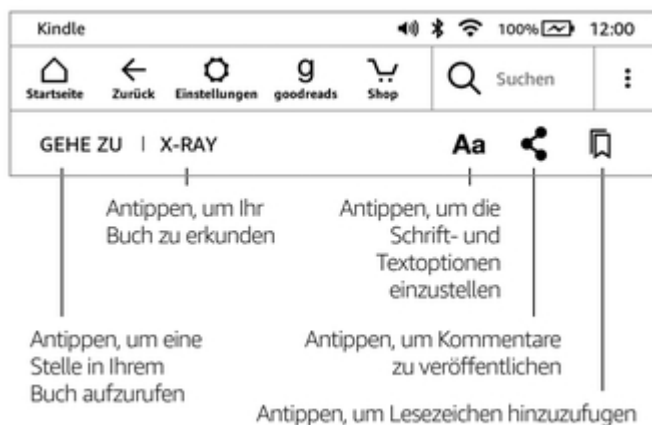 Kindle 100% 12:00
Startseite Zurück Einstellungen goodreads Shop Suchen
g
GEHE ZU | X-RAY Aa
Antippen, um Ihr
Buch zu erkunden
Antippen, um die
Schrift- und
Textoptionen
einzustellen
Antippen, um eine
Stelle in Ihrem
Buch aufzurufen
Antippen, um Kommentare
zu veröffentlichen
Antippen, um Lesezeichen hinzuzufugen